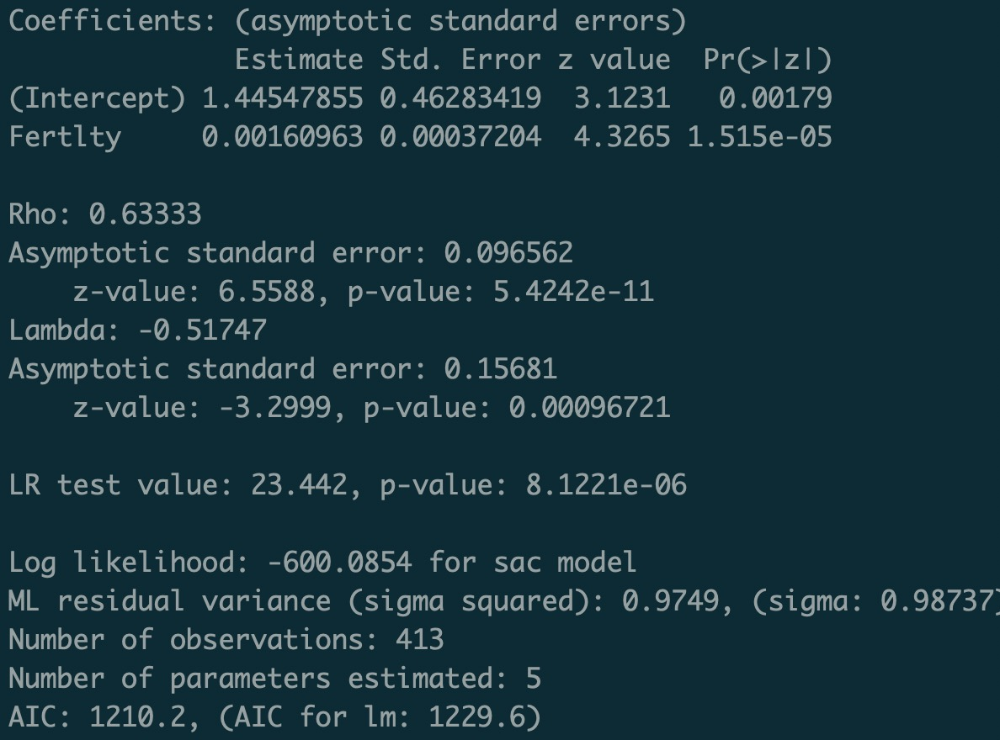 Coefficients: (asymptotic standard errors)
Estimate Std. Error z value Pr(>|z|)
(Intercept) 1.44547855 0.46283419 3.1231 0.00179
Fertlty 0.00160963 0.00037204 4.3265 1.515e-05
Rho: 0.63333
Asymptotic standard error: 0.096562
z-value: 6.5588, p-value: 5.4242e-11
Lambda: -0.51747
Asymptotic standard error: 0.15681
z-value: -3.2999, p-value: 0.00096721
LR test value: 23.442, p-value: 8.1221e-06
Log likelihood: -600.0854 for sac model
ML residual variance (sigma squared): 0.9749, (sigma: 0.98737)
Number of observations: 413
Number of parameters estimated: 5
AIC: 1210.2, (AIC for lm: 1229.6)